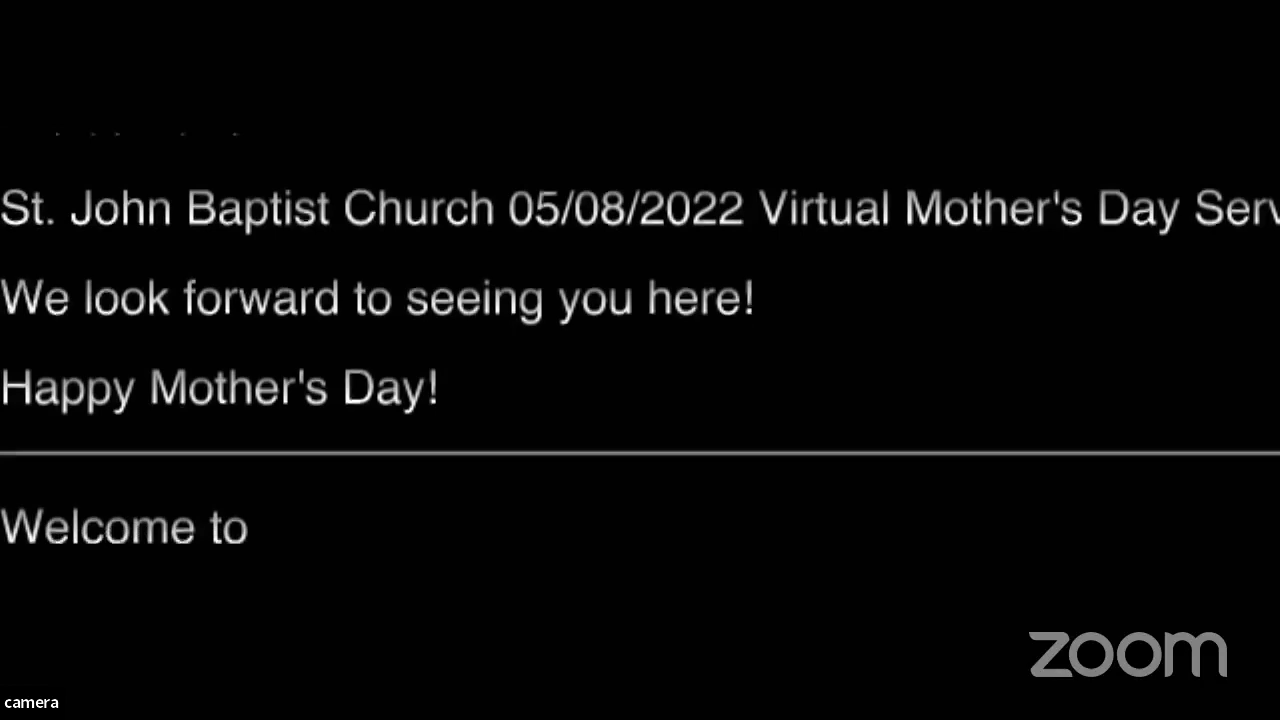 St. John Baptist Church 05/08/2022 Virtual Mother's Day Serv
We look forward to seeing you here!
Happy Mother's Day!
Welcome to
zoom
camera